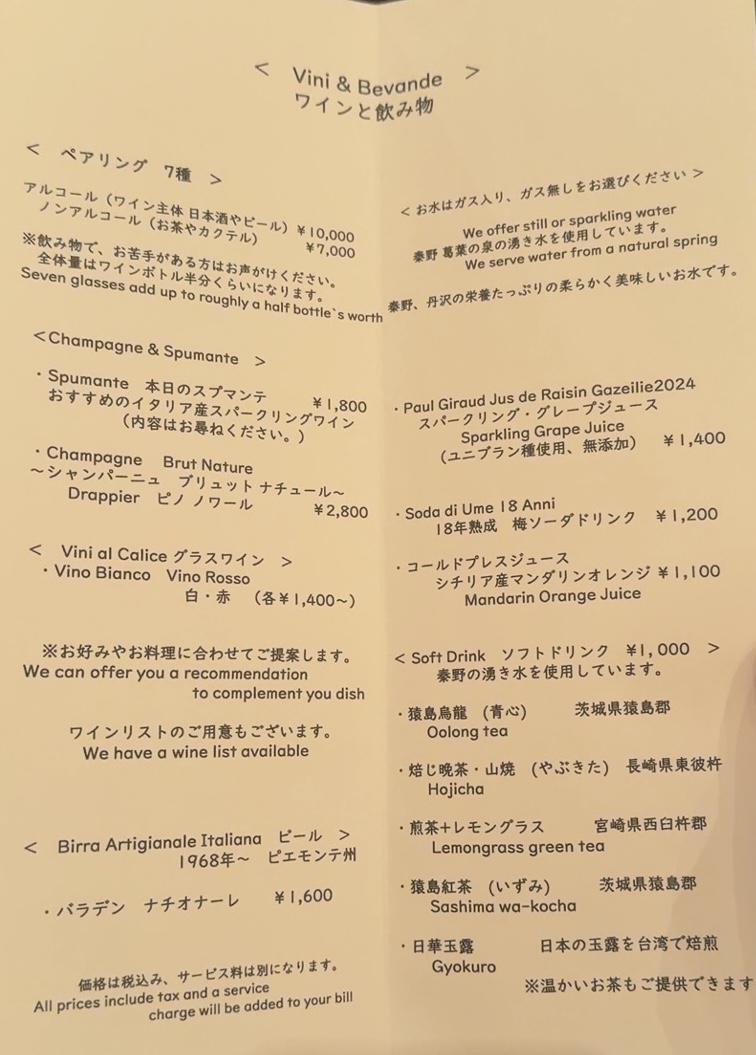 < Vini & Bevande >
ワインと飲み物
< ペアリング 7種 >
アルコール（ワイン主体 日本酒やビール）￥10,000
ノンアルコール（お茶やカクテル） ￥7,000
※飲み物で、お苦手がある方はお声がけください。
全体量はワインボトル半分くらいになります。
Seven glasses add up to roughly a half bottle`s worth
<Champagne & Spumante >
・Spumante 本日のスプマンテ ￥1,800
おすすめのイタリア産スパークリングワイン
（内容はお尋ねください。）
・Champagne Brut Nature
～シャンパーニュ ブリュット ナチュール～
Drappier ピノ ノワール ￥2,800
< Vini al Calice グラスワイン >
・Vino Bianco Vino Rosso
白・赤 （各￥1,400～）
※お好みやお料理に合わせてご提案します。
We can offer you a recommendation
to complement you dish
ワインリストのご用意もございます。
We have a wine list available
< Birra Artigianale Italiana ビール >
1968年～ ピエモンテ州
・バラデン ナチオナーレ ￥1,600
価格は税込み、サービス料は別になります。
All prices include tax and a service
charge will be added to your bill
< お水はガス入り、ガス無しをお選びください >
We offer still or sparkling water
秦野 葛葉の泉の湧き水を使用しています。
We serve water from a natural spring
秦野、丹沢の栄養たっぷりの柔らかく美味しいお水です。
・Paul Giraud Jus de Raisin Gazeilie2024
スパークリング・グレープジュース
Sparkling Grape Juice
（ユニブラン種使用、無添加） ￥1,400
・Soda di Ume 18 Anni
18年熟成 梅ソーダドリンク ￥1,200
・コールドプレスジュース
シチリア産マンダリンオレンジ ￥1,100
Mandarin Orange Juice
< Soft Drink ソフトドリンク ￥1,000 >
秦野の湧き水を使用しています。
・猿島烏龍 （青心） 茨城県猿島郡
Oolong tea
・焙じ晩茶・山焼 （やぶきた） 長崎県東彼杵
Hojicha
・煎茶+レモングラス 宮崎県西臼杵郡
Lemongrass green tea
・猿島紅茶 （いずみ） 茨城県猿島郡
Sashima wa-kocha
・日華玉露 日本の玉露を台湾で焙煎
Gyokuro
※温かいお茶もご提供できます